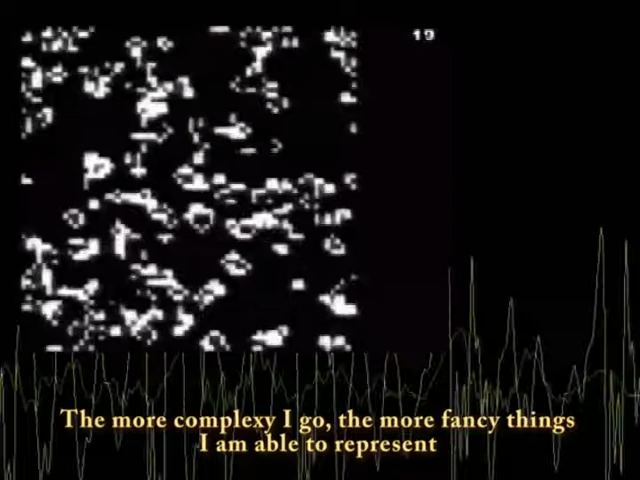 19
The more complexy I go, the more fancy things
I am able to represent